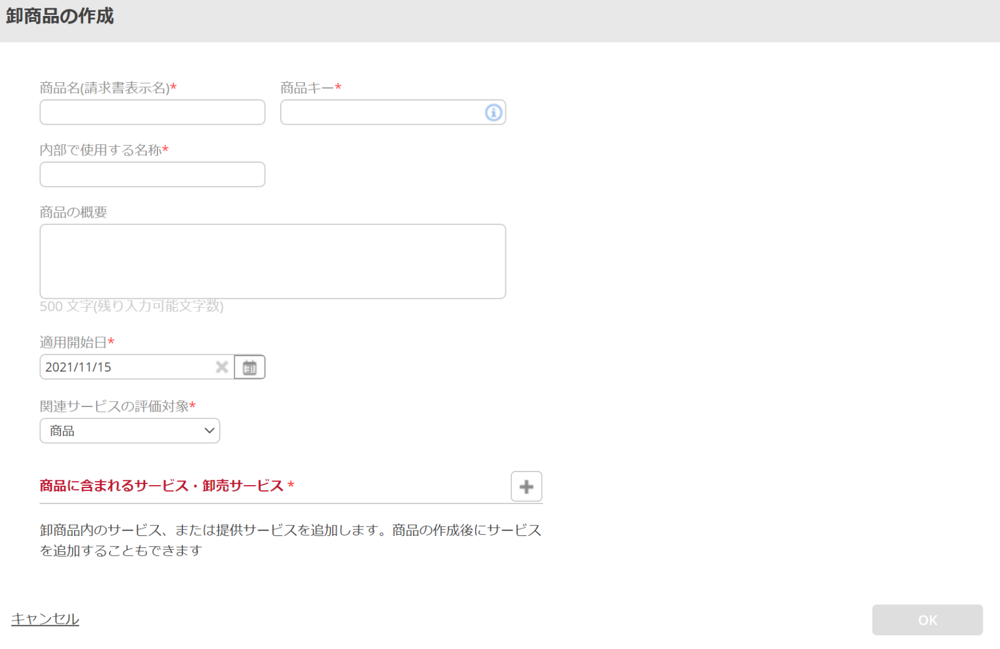 卸商品の作成
商品名(請求書表示名)*
商品キー*
内部で使用する名称*
商品の概要
500 文字(残り入力可能文字数)
適用開始日*
2021/11/15
関連サービスの評価対象*
商品
商品に含まれるサービス・卸売サービス *
卸商品内のサービス、または提供サービスを追加します。商品の作成後にサービス
を追加することもできます
キャンセル
OK